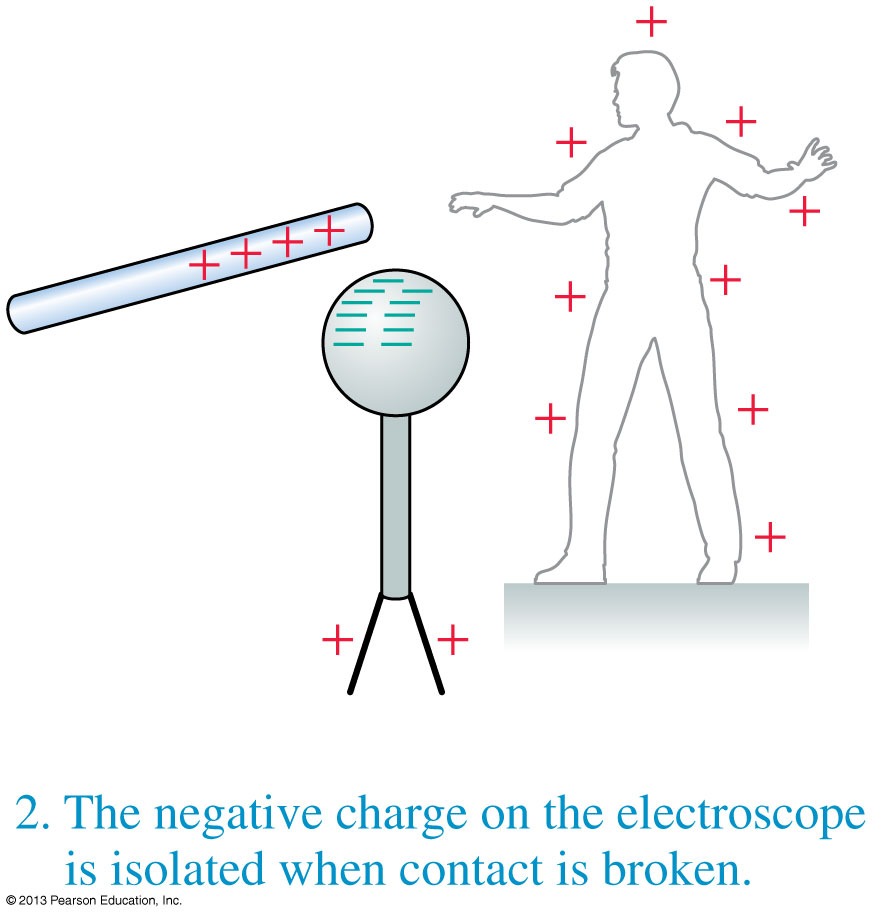 2. The negative charge on the electroscope
is isolated when contact is broken.
© 2013 Pearson Education, Inc.